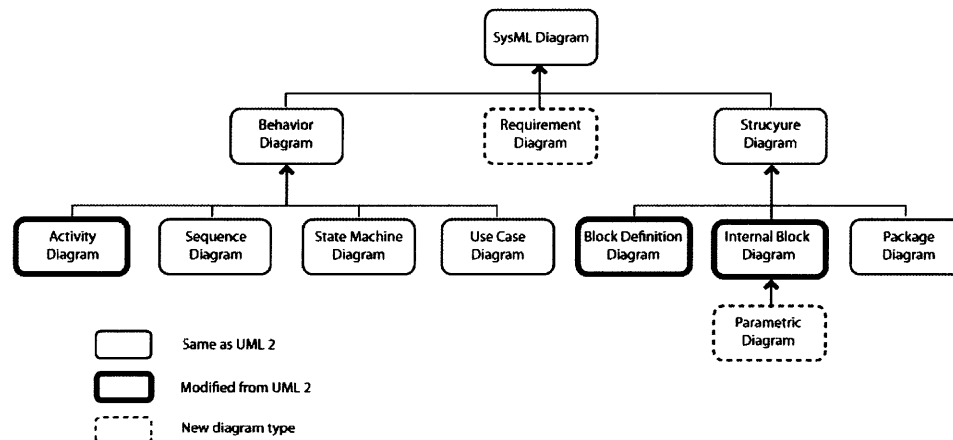 SysML Diagram
Behavior
Diagram
Requirement
Diagram
Strucyure
Diagram
Activity
Diagram
Sequence
Diagram
State Machine
Diagram
Use Case
Diagram
Block Definition
Diagram
Internal Block
Diagram
Package
Diagram
Parametric
Diagram
Same as UML 2
Modified from UML 2
New diagram type